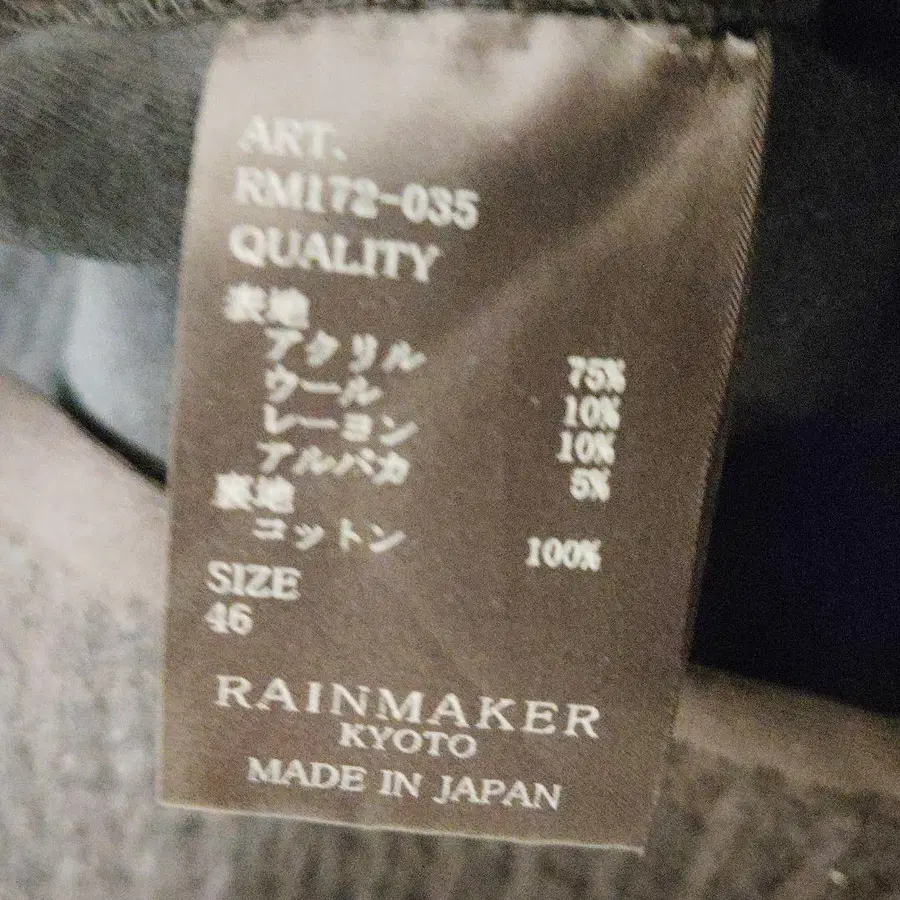 ART.
RM172-035
QUALITY
表地
アクリル 75%
ウール 10%
レーヨン 10%
アルパカ 5%
裏地
コットン 100%
SIZE
46
RAINMAKER
KYOTO
MADE IN JAPAN